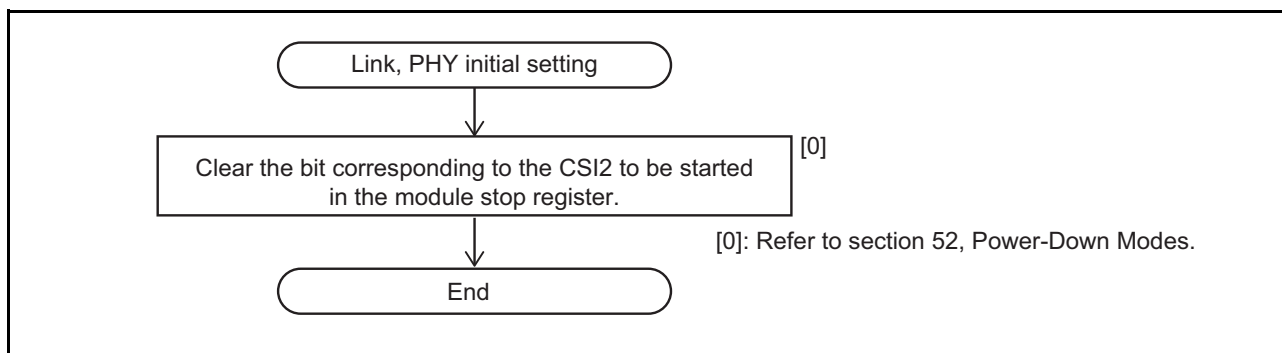 Link, PHY initial setting
[0]
Clear the bit corresponding to the CSI2 to be started
in the module stop register.
[0]: Refer to section 52, Power-Down Modes.
End